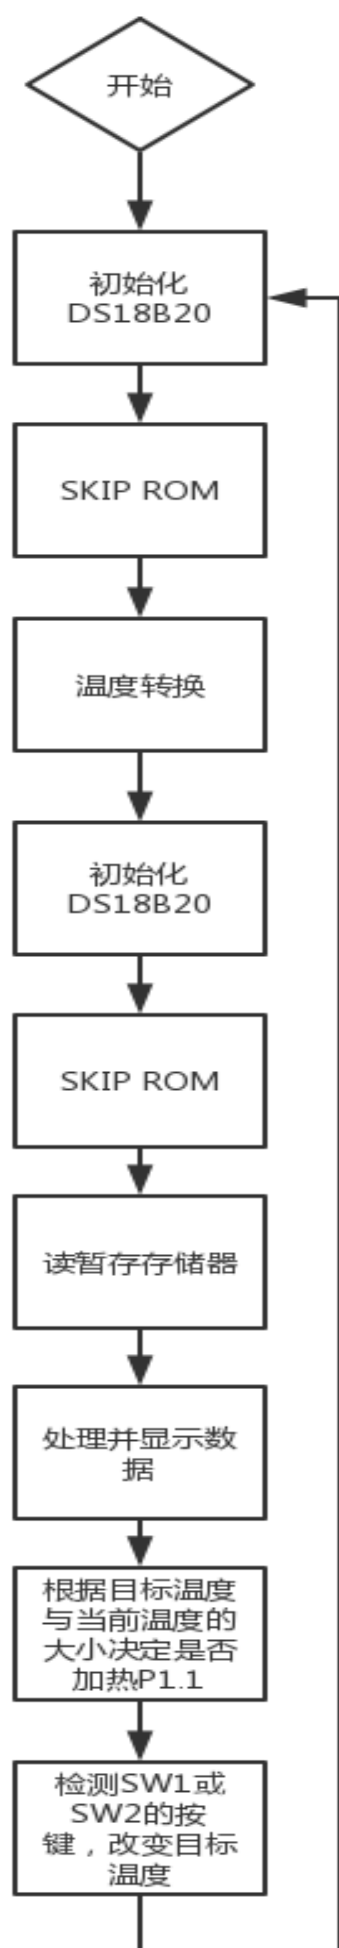 开始
初始化
DS18B20
SKIP ROM
温度转换
初始化
DS18B20
SKIP ROM
读暂存存储器
处理并显示数
据
根据目标温度
与当前温度的
大小决定是否
加热P1.1
检测SW1或
SW2的按
键，改变目标
温度